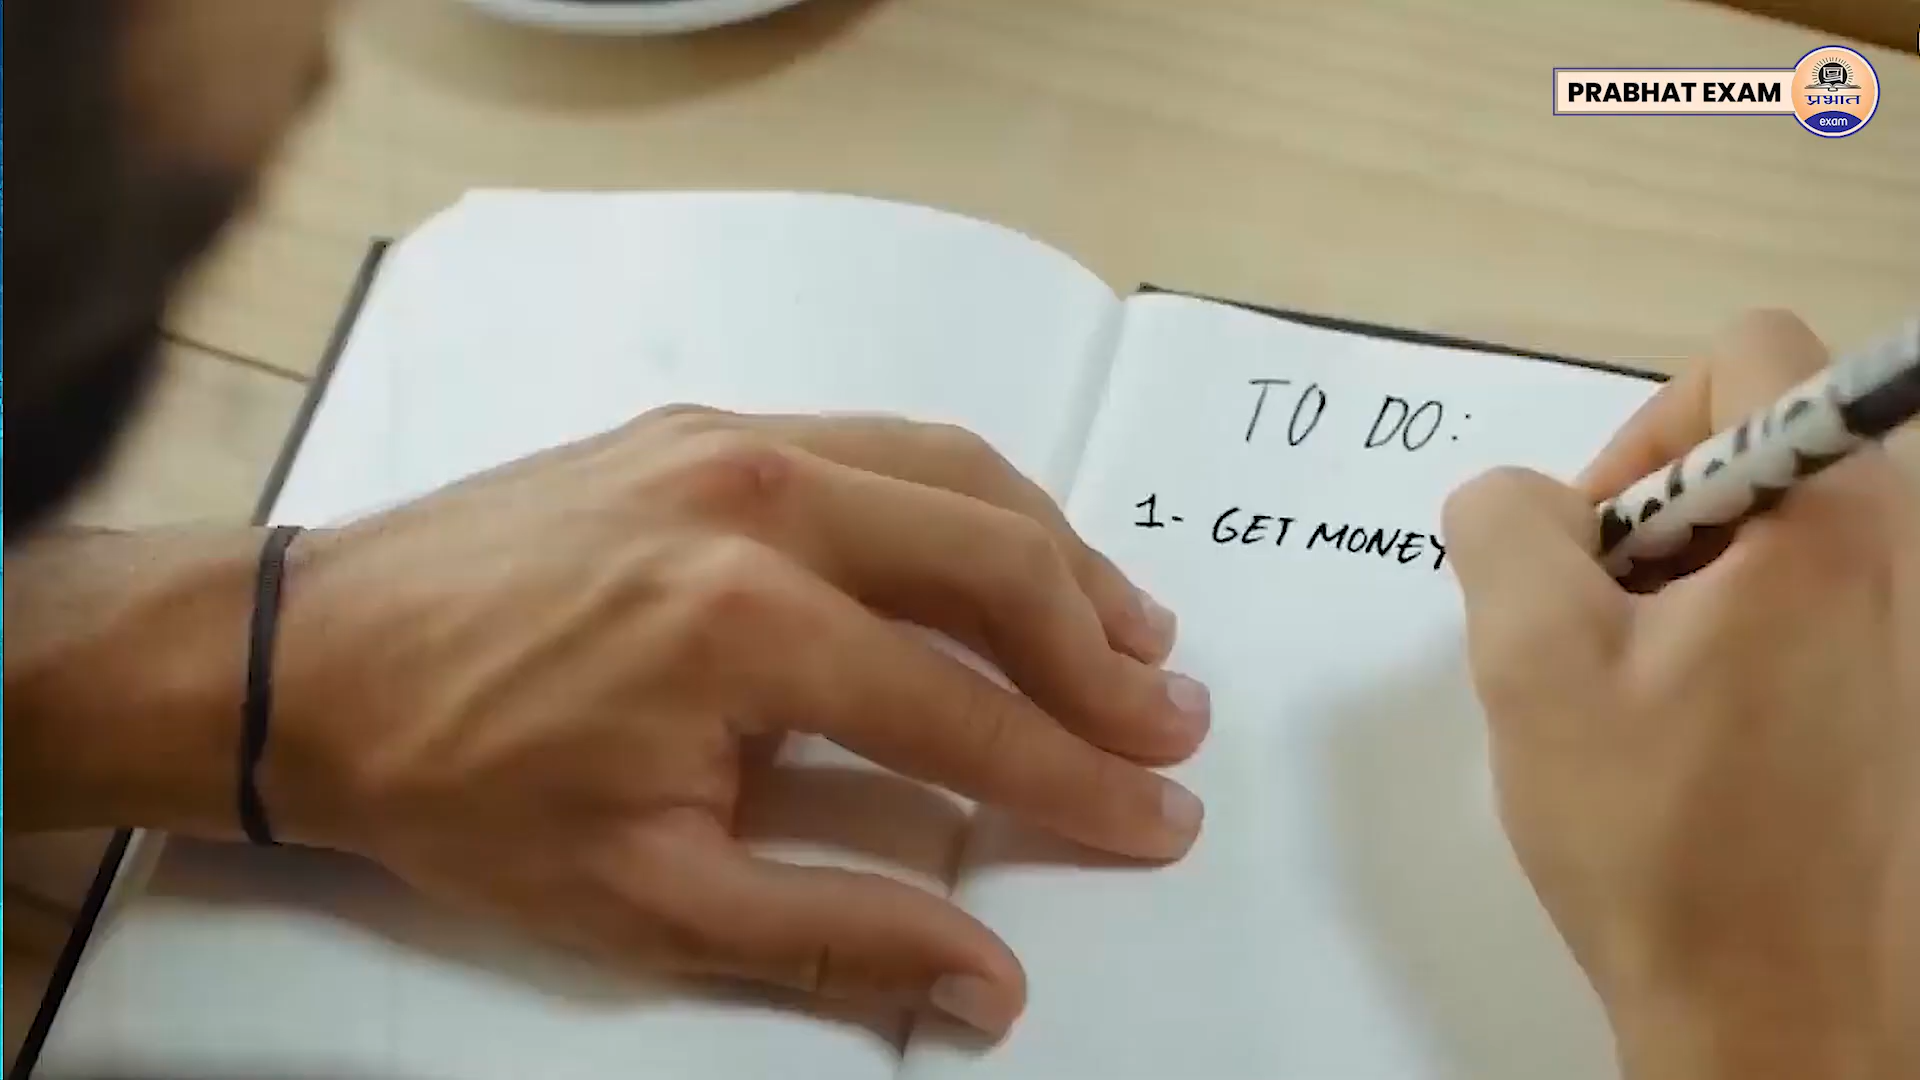 PRABHAT EXAM
प्रभात
exam
TO DO:
1- GET MONEY